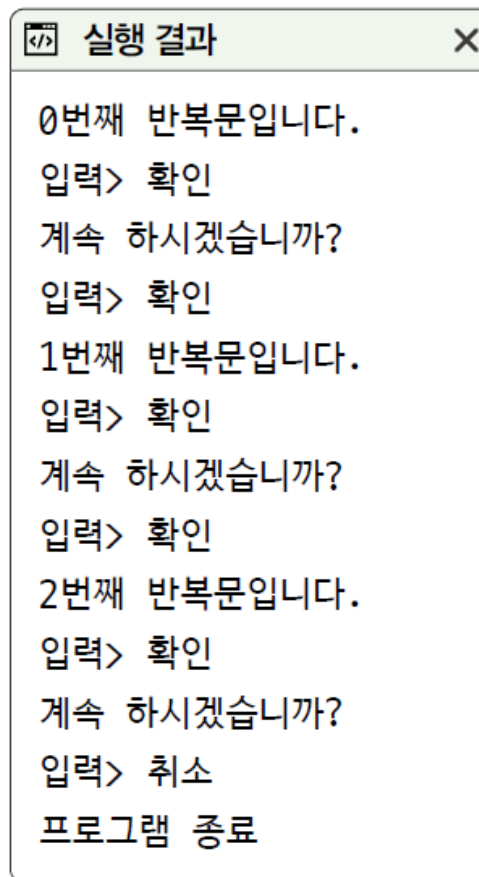 </> 실행 결과 ×
0번째 반복문입니다.
입력> 확인
계속 하시겠습니까?
입력> 확인
1번째 반복문입니다.
입력> 확인
계속 하시겠습니까?
입력> 확인
2번째 반복문입니다.
입력> 확인
계속 하시겠습니까?
입력> 취소
프로그램 종료